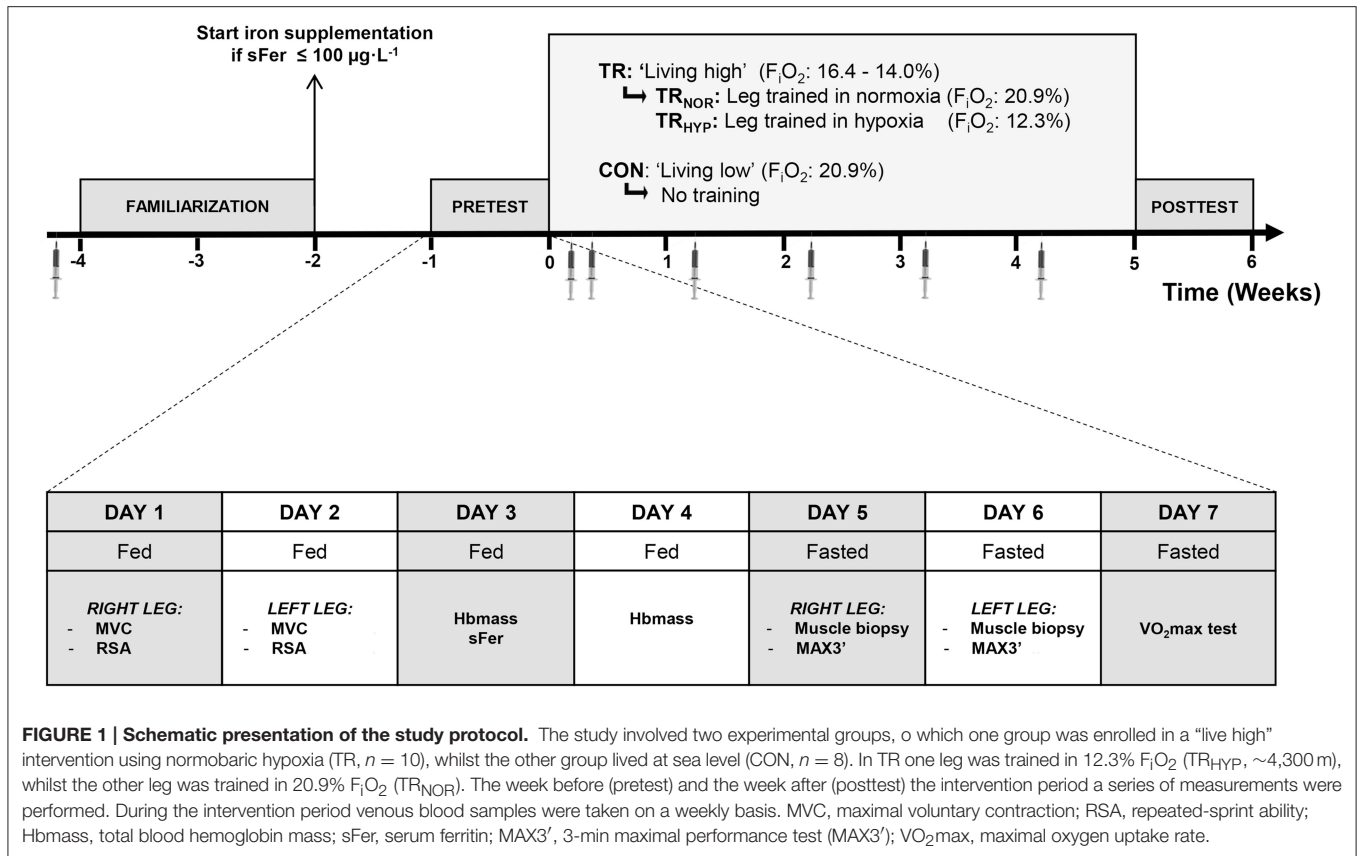 Start iron supplementation
if sFer ≤ 100 µg·L-1
TR: ‘Living high’ (FiO2: 16.4 - 14.0%)
TRNOR: Leg trained in normoxia (FiO2: 20.9%)
TRHYP: Leg trained in hypoxia (FiO2: 12.3%)
CON: ‘Living low’ (FiO2: 20.9%)
No training
FAMILIARIZATION
PRETEST
POSTTEST
-4 -3 -2 -1 0 1 2 3 4 5 6
Time (Weeks)
DAY 1 DAY 2 DAY 3 DAY 4 DAY 5 DAY 6 DAY 7
Fed Fed Fed Fed Fasted Fasted Fasted
RIGHT LEG:
- MVC
- RSA
LEFT LEG:
- MVC
- RSA
Hbmass
sFer
Hbmass
RIGHT LEG:
- Muscle biopsy
- MAX3'
LEFT LEG:
- Muscle biopsy
- MAX3'
VO2max test
FIGURE 1 | Schematic presentation of the study protocol. The study involved two experimental groups, o which one group was enrolled in a “live high”
intervention using normobaric hypoxia (TR, n = 10), whilst the other group lived at sea level (CON, n = 8). In TR one leg was trained in 12.3% FiO2 (TRHYP, ~4,300 m),
whilst the other leg was trained in 20.9% FiO2 (TRNOR). The week before (pretest) and the week after (posttest) the intervention period a series of measurements were
performed. During the intervention period venous blood samples were taken on a weekly basis. MVC, maximal voluntary contraction; RSA, repeated-sprint ability;
Hbmass, total blood hemoglobin mass; sFer, serum ferritin; MAX3′, 3-min maximal performance test (MAX3′); VO2max, maximal oxygen uptake rate.